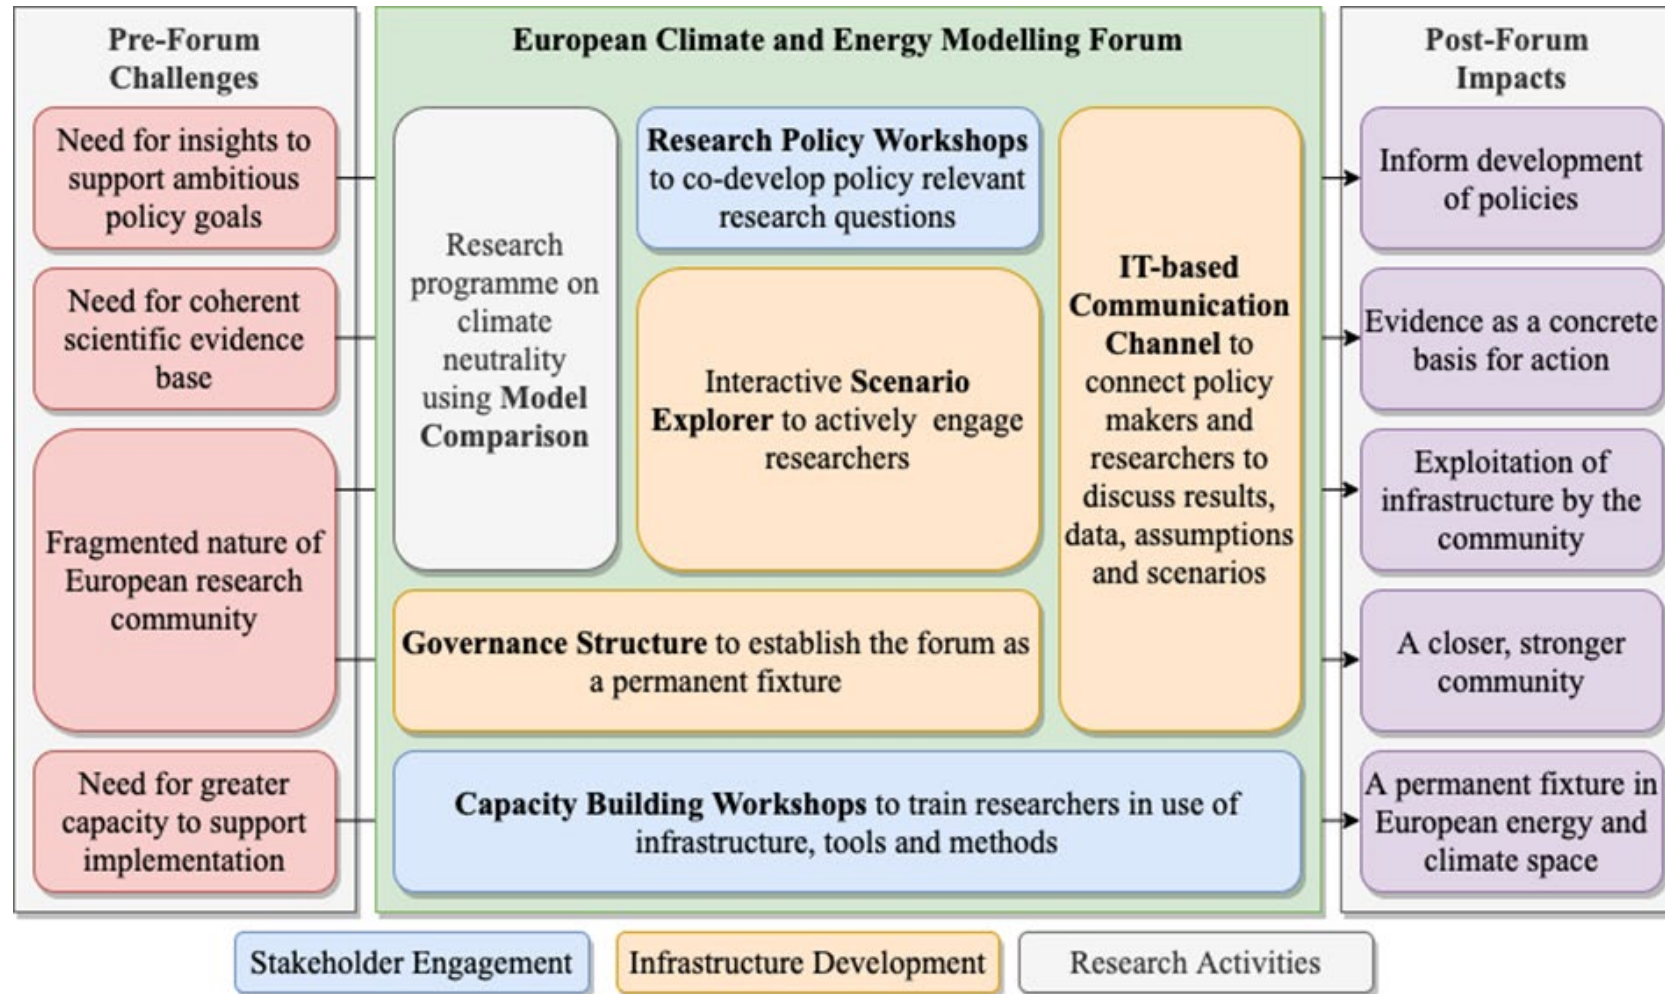 Pre-Forum
Challenges
Need for insights to
support ambitious
policy goals
Need for coherent
scientific evidence
base
Fragmented nature of
European research
community
Need for greater
capacity to support
implementation
European Climate and Energy Modelling Forum
Research
programme on
climate
neutrality
using Model
Comparison
Research Policy Workshops
to co-develop policy relevant
research questions
Interactive Scenario
Explorer to actively engage
researchers
IT-based
Communication
Channel to
connect policy
makers and
researchers to
discuss results,
data, assumptions
and scenarios
Governance Structure to establish the forum as
a permanent fixture
Capacity Building Workshops to train researchers in use of
infrastructure, tools and methods
Post-Forum
Impacts
Inform development
of policies
Evidence as a concrete
basis for action
Exploitation of
infrastructure by the
community
A closer, stronger
community
A permanent fixture in
European energy and
climate space
Stakeholder Engagement
Infrastructure Development
Research Activities